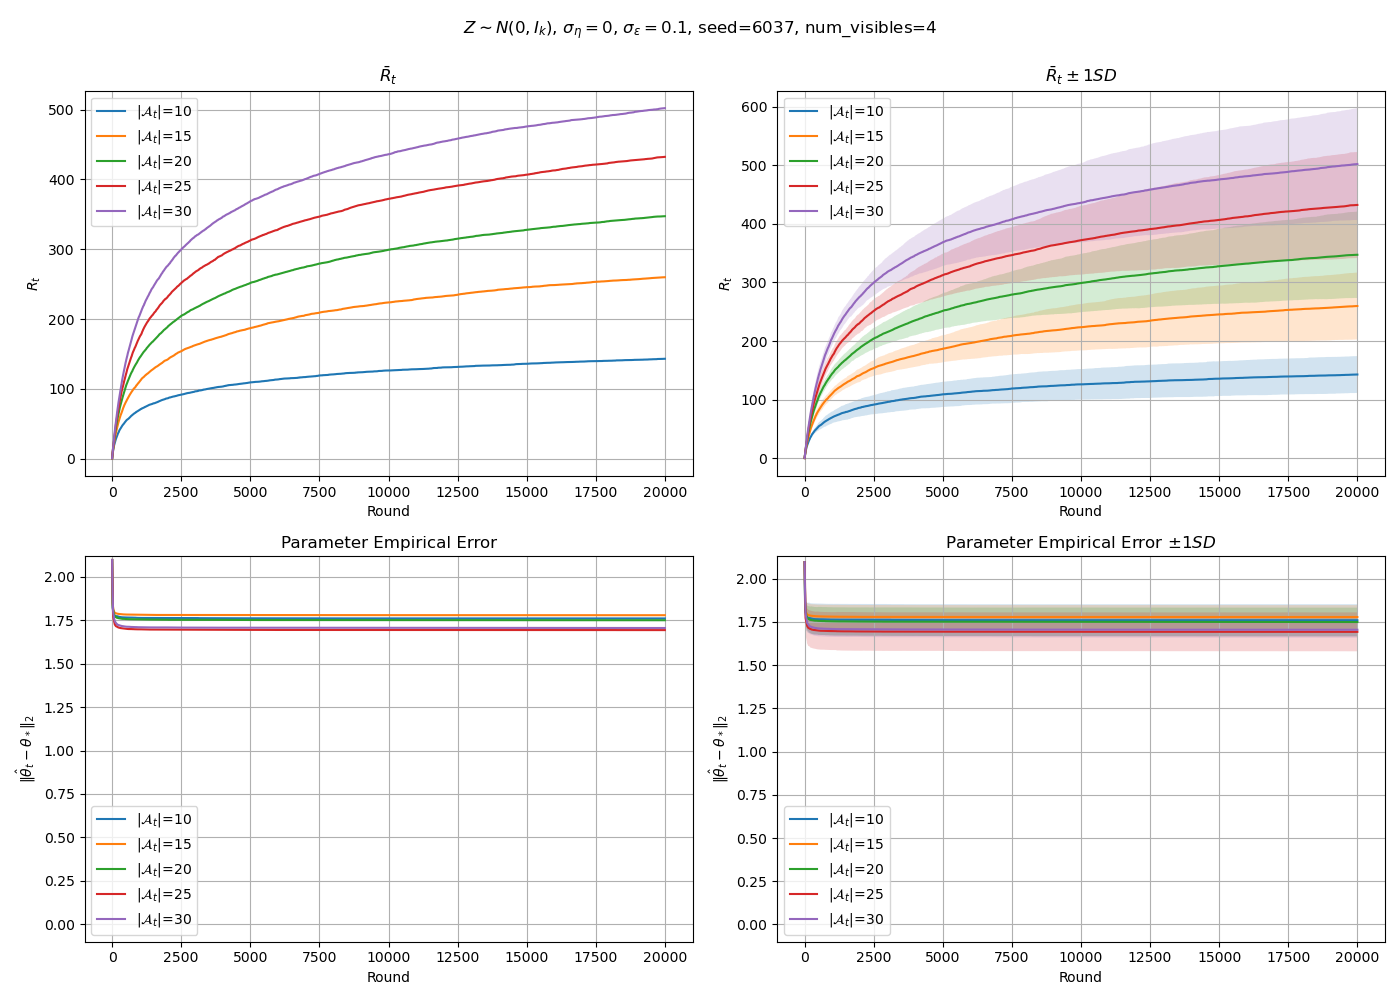 Z ∼ N(0, I_k), σ_η = 0, σ_ε = 0.1, seed=6037, num_visibles=4
R̄_t
R_t
500
400
300
200
100
0
|𝒜_t|=10
|𝒜_t|=15
|𝒜_t|=20
|𝒜_t|=25
|𝒜_t|=30
0 2500 5000 7500 10000 12500 15000 17500 20000
Round
R̄_t ± 1SD
R_t
600
500
400
300
200
100
0
|𝒜_t|=10
|𝒜_t|=15
|𝒜_t|=20
|𝒜_t|=25
|𝒜_t|=30
0 2500 5000 7500 10000 12500 15000 17500 20000
Round
Parameter Empirical Error
‖θ̂_t − θ_*‖₂
2.00
1.75
1.50
1.25
1.00
0.75
0.50
0.25
0.00
|𝒜_t|=10
|𝒜_t|=15
|𝒜_t|=20
|𝒜_t|=25
|𝒜_t|=30
0 2500 5000 7500 10000 12500 15000 17500 20000
Round
Parameter Empirical Error ±1SD
‖θ̂_t − θ_*‖₂
2.00
1.75
1.50
1.25
1.00
0.75
0.50
0.25
0.00
|𝒜_t|=10
|𝒜_t|=15
|𝒜_t|=20
|𝒜_t|=25
|𝒜_t|=30
0 2500 5000 7500 10000 12500 15000 17500 20000
Round